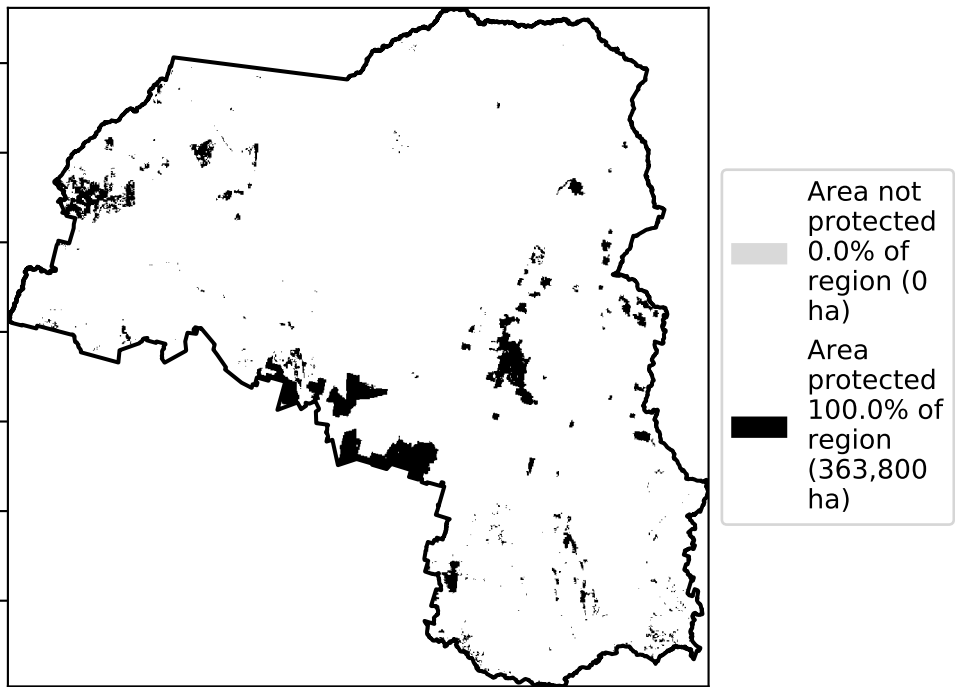 Area not
protected
0.0% of
region (0
ha)
Area
protected
100.0% of
region
(363,800
ha)